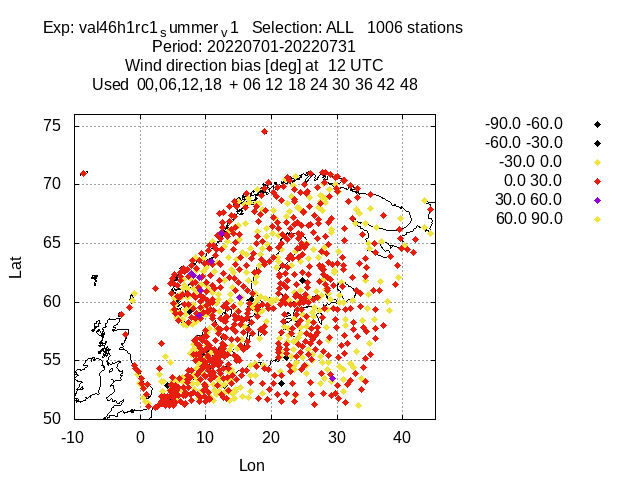 Exp: val46h1rc1summerv1 Selection: ALL 1006 stations
Period: 20220701-20220731
Wind direction bias [deg] at 12 UTC
Used 00,06,12,18 + 06 12 18 24 30 36 42 48
-90.0 -60.0
-60.0 -30.0
-30.0 0.0
0.0 30.0
30.0 60.0
60.0 90.0
75
70
65
60
55
50
Lat
-10 0 10 20 30 40
Lon